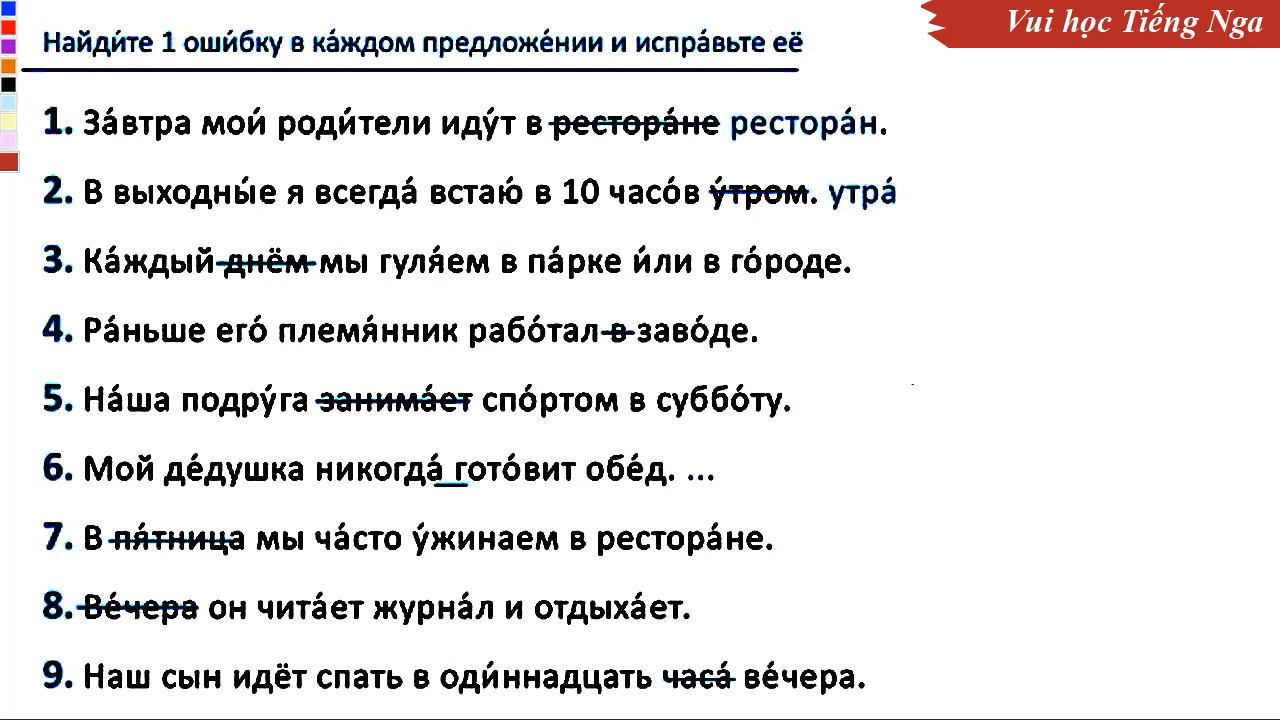 Vui học Tiếng Nga
Найди́те 1 оши́бку в ка́ждом предложе́нии и испра́вьте её
1. За́втра мои́ роди́тели иду́т в рестора́не рестора́н.
2. В выходны́е я всегда́ встаю́ в 10 часо́в у́тром. утра́
3. Ка́ждый днём мы гуля́ем в па́рке и́ли в го́роде.
4. Ра́ньше его́ племя́нник рабо́тал в заво́де.
5. На́ша подру́га занима́ет спо́ртом в суббо́ту.
6. Мой де́душка никогда́ гото́вит обе́д. ...
7. В пя́тница мы ча́сто у́жинаем в рестора́не.
8. Ве́чера он чита́ет журна́л и отдыха́ет.
9. Наш сын идёт спать в оди́ннадцать часа́ ве́чера.